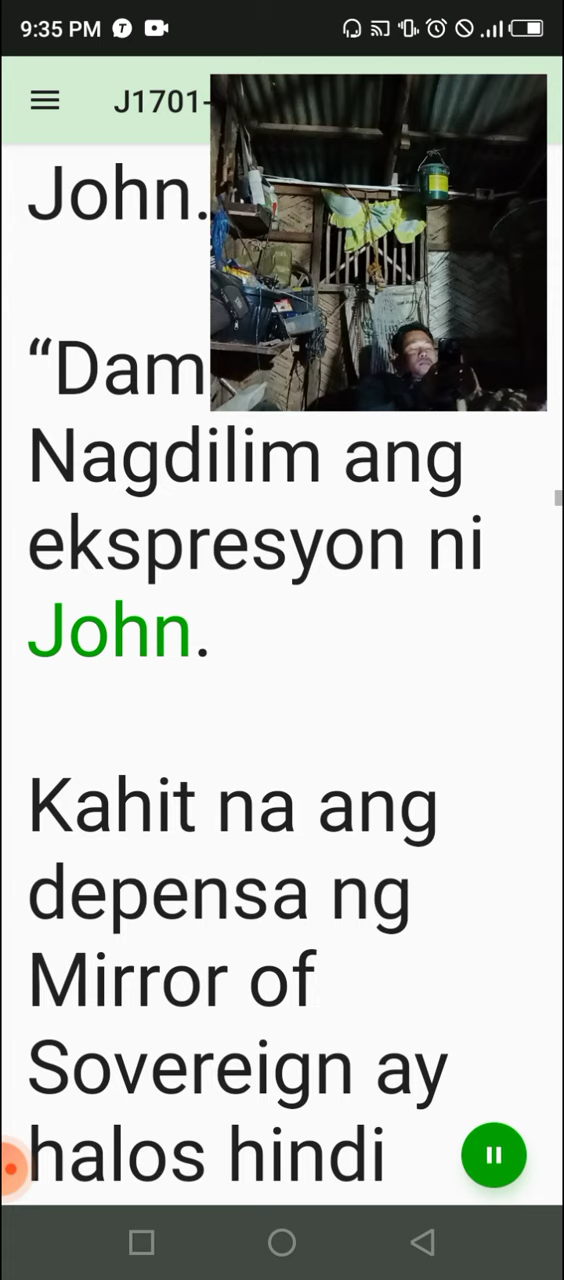 9:35 PM
J1701-
John.
“Dam
Nagdilim ang
ekspresyon ni
John.
Kahit na ang
depensa ng
Mirror of
Sovereign ay
halos hindi